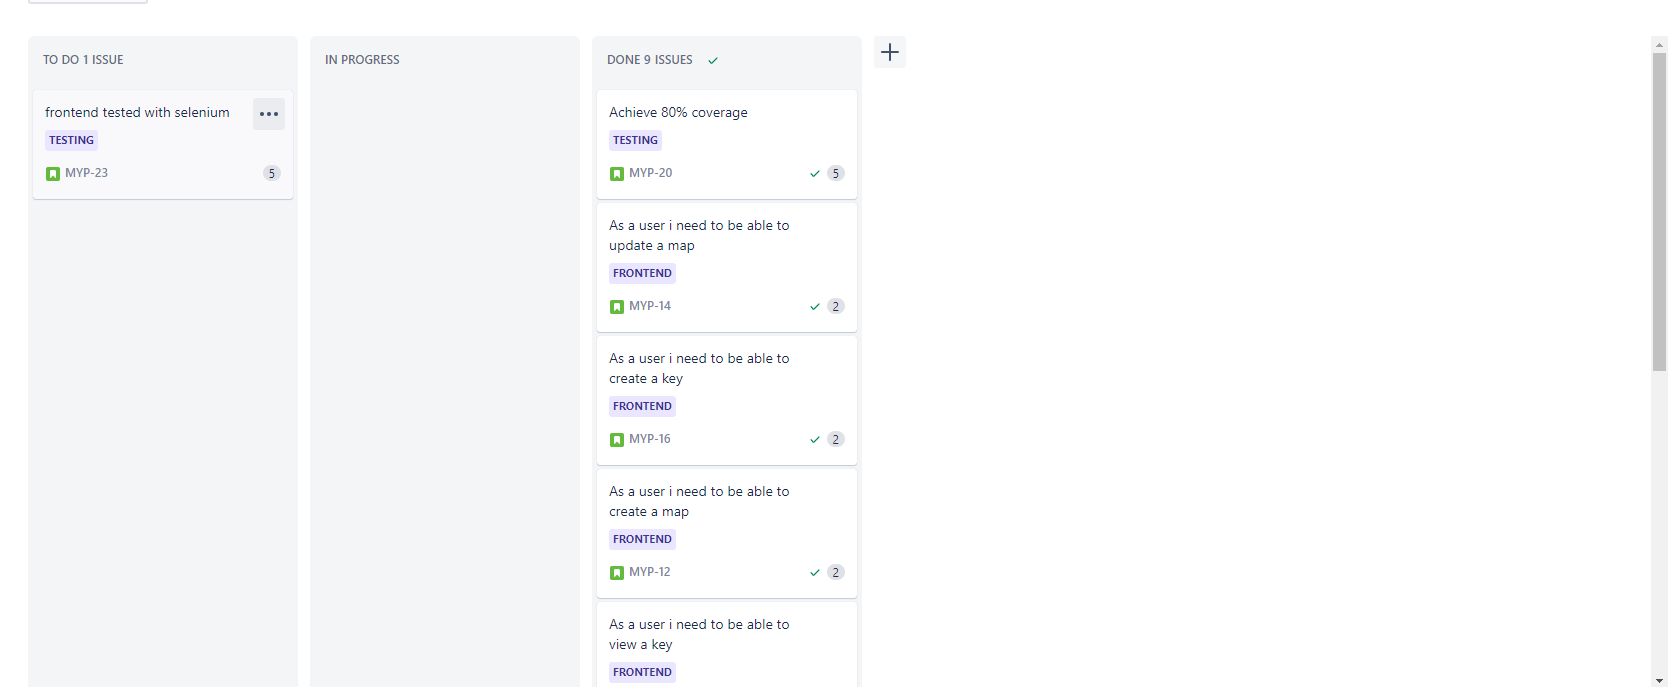 TO DO 1 ISSUE
frontend tested with selenium
TESTING
MYP-23
5
IN PROGRESS
DONE 9 ISSUES
Achieve 80% coverage
TESTING
MYP-20
5
As a user i need to be able to
update a map
FRONTEND
MYP-14
2
As a user i need to be able to
create a key
FRONTEND
MYP-16
2
As a user i need to be able to
create a map
FRONTEND
MYP-12
2
As a user i need to be able to
view a key
FRONTEND